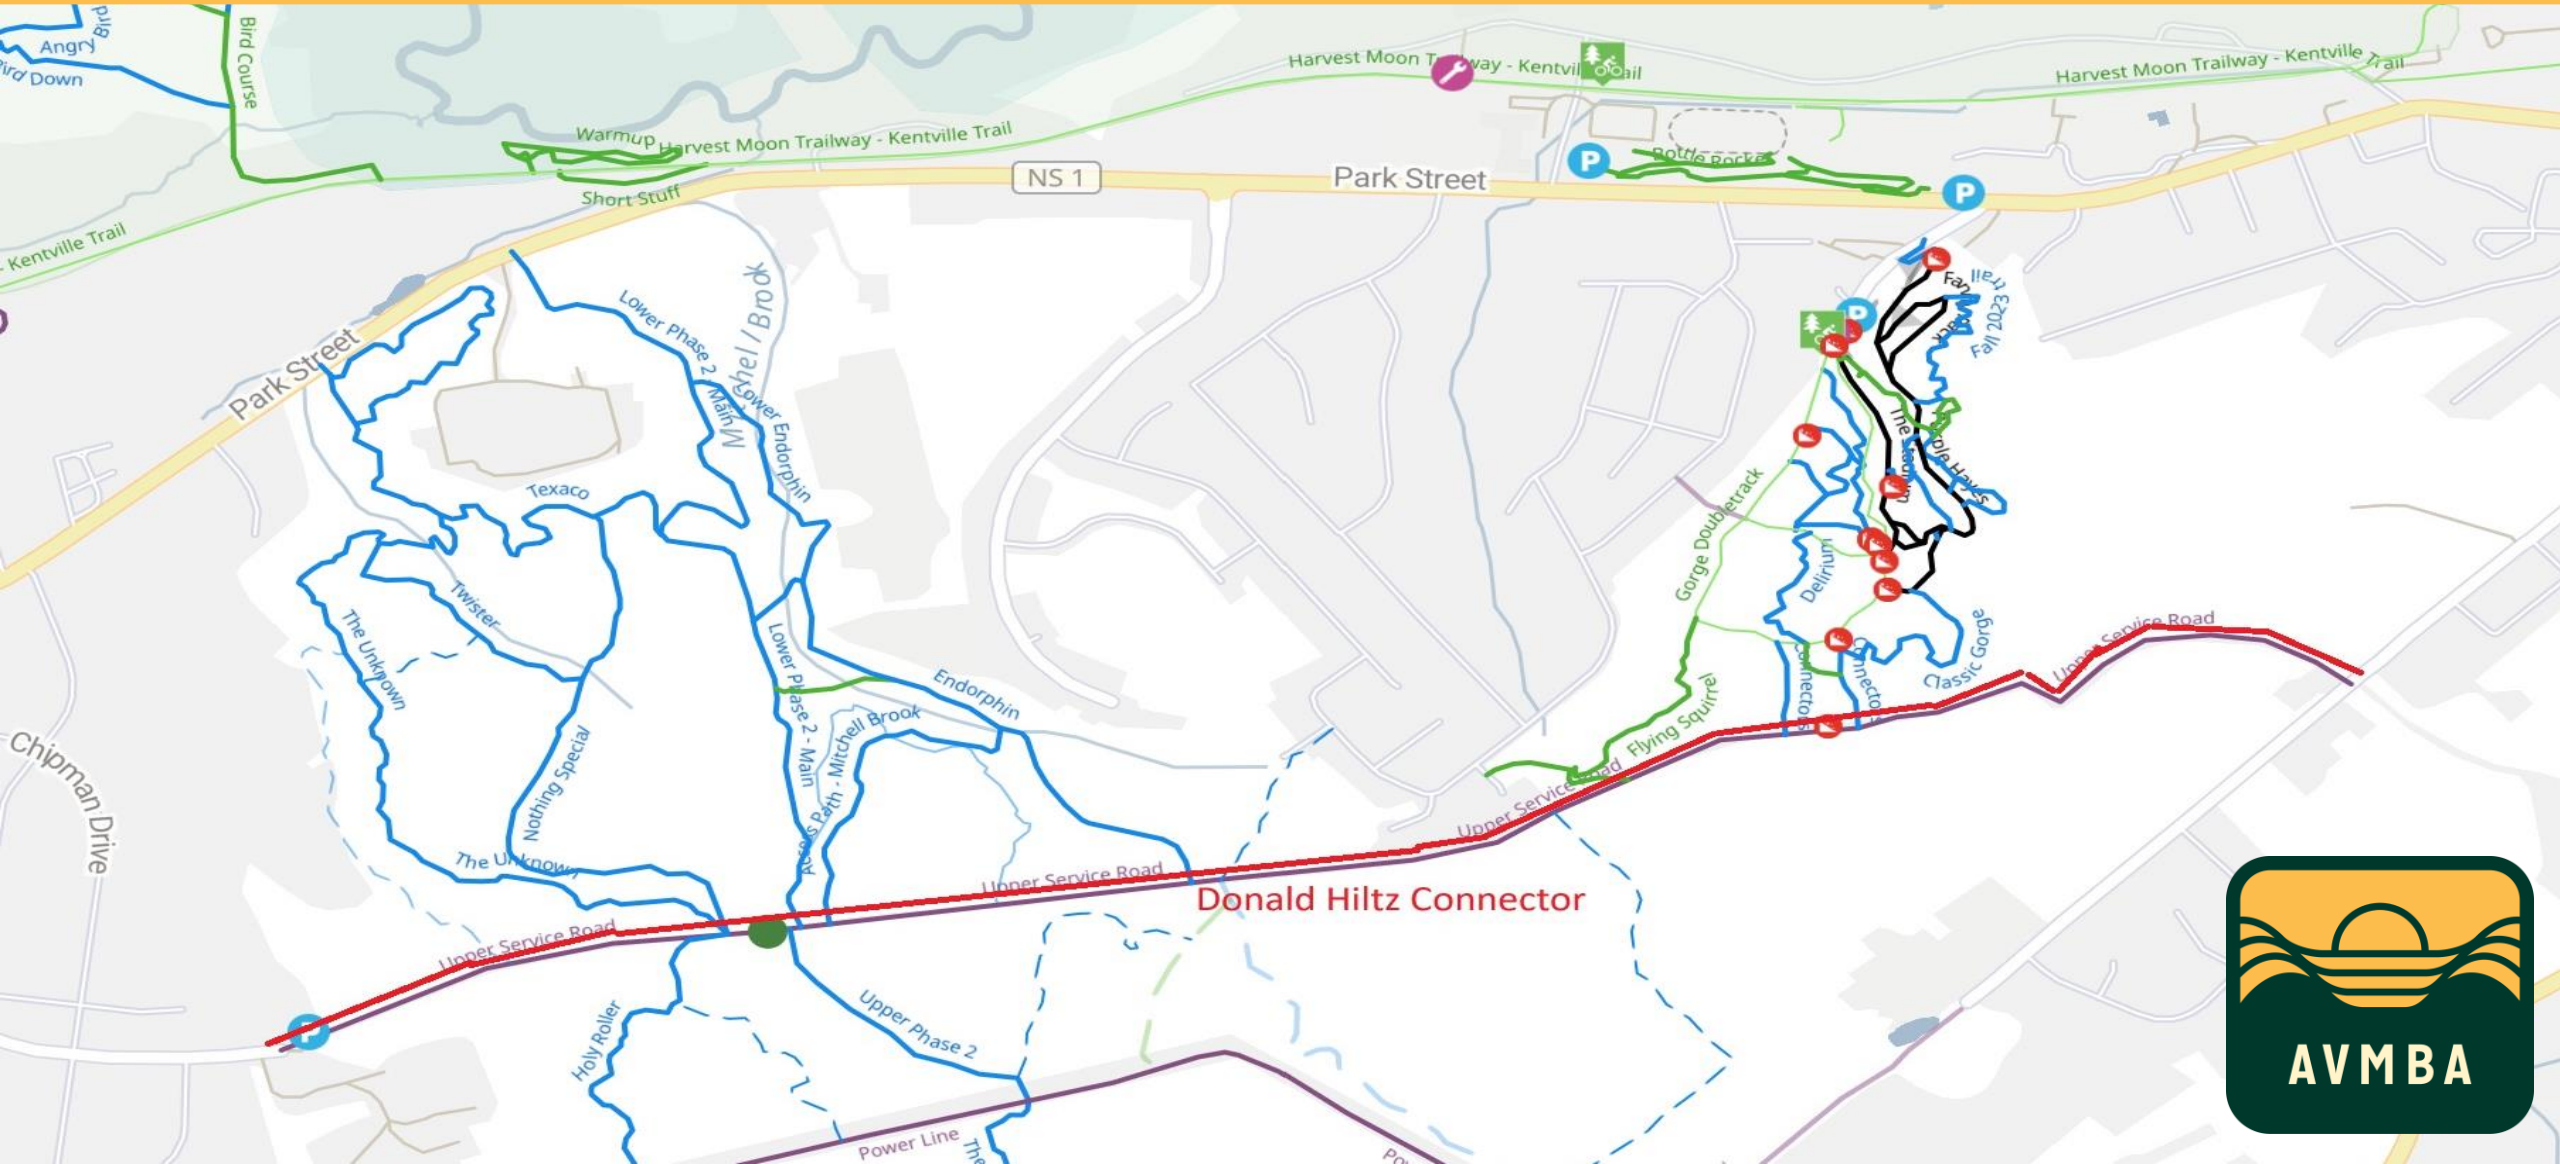 Angry Bird
Bird Down
Bird Course
Harvest Moon Trailway - Kentville Trail
Harvest Moon Trailway - Kentville Trail
Warmup
Harvest Moon Trailway - Kentville Trail
Short Stuff
NS 1
Park Street
Bottle Rocket
P
P
- Kentville Trail
Park Street
Lower Phase 2 - Main
Lower Endorphin
Fall 2023 trail
P
Purple Hayes
Texaco
Gorge Doubletrack
Delirium
Twister
The Unknown
Lower Phase 2 - Main
Endorphin
Connector
Connector
Classic Gorge
Upper Service Road
Flying Squirrel
Access Path - Mitchell Brook
Nothing Special
Chipman Drive
The Unknown
Upper Service Road
Upper Service Road
Donald Hiltz Connector
Upper Service Road
P
Holy Roller
Upper Phase 2
Power Line
The
AVMBA